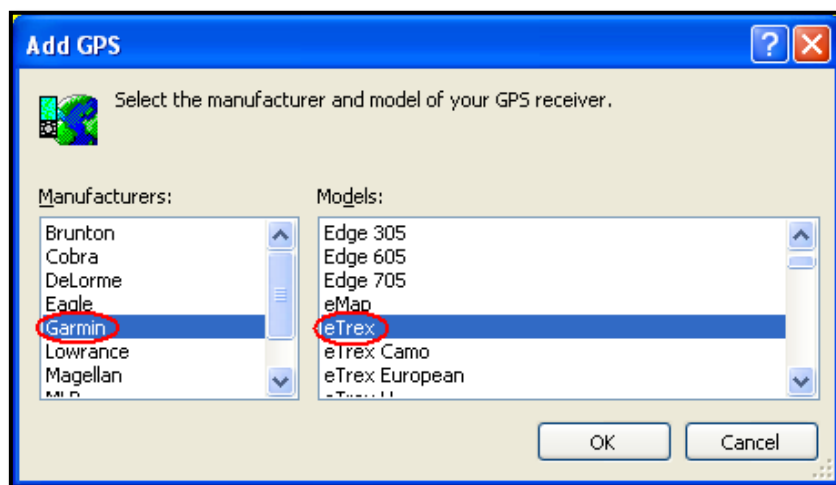 Add GPS
Select the manufacturer and model of your GPS receiver.
Manufacturers:
Brunton
Cobra
DeLorme
Eagle
Garmin
Lowrance
Magellan
Models:
Edge 305
Edge 605
Edge 705
eMap
eTrex
eTrex Camo
eTrex European
OK
Cancel